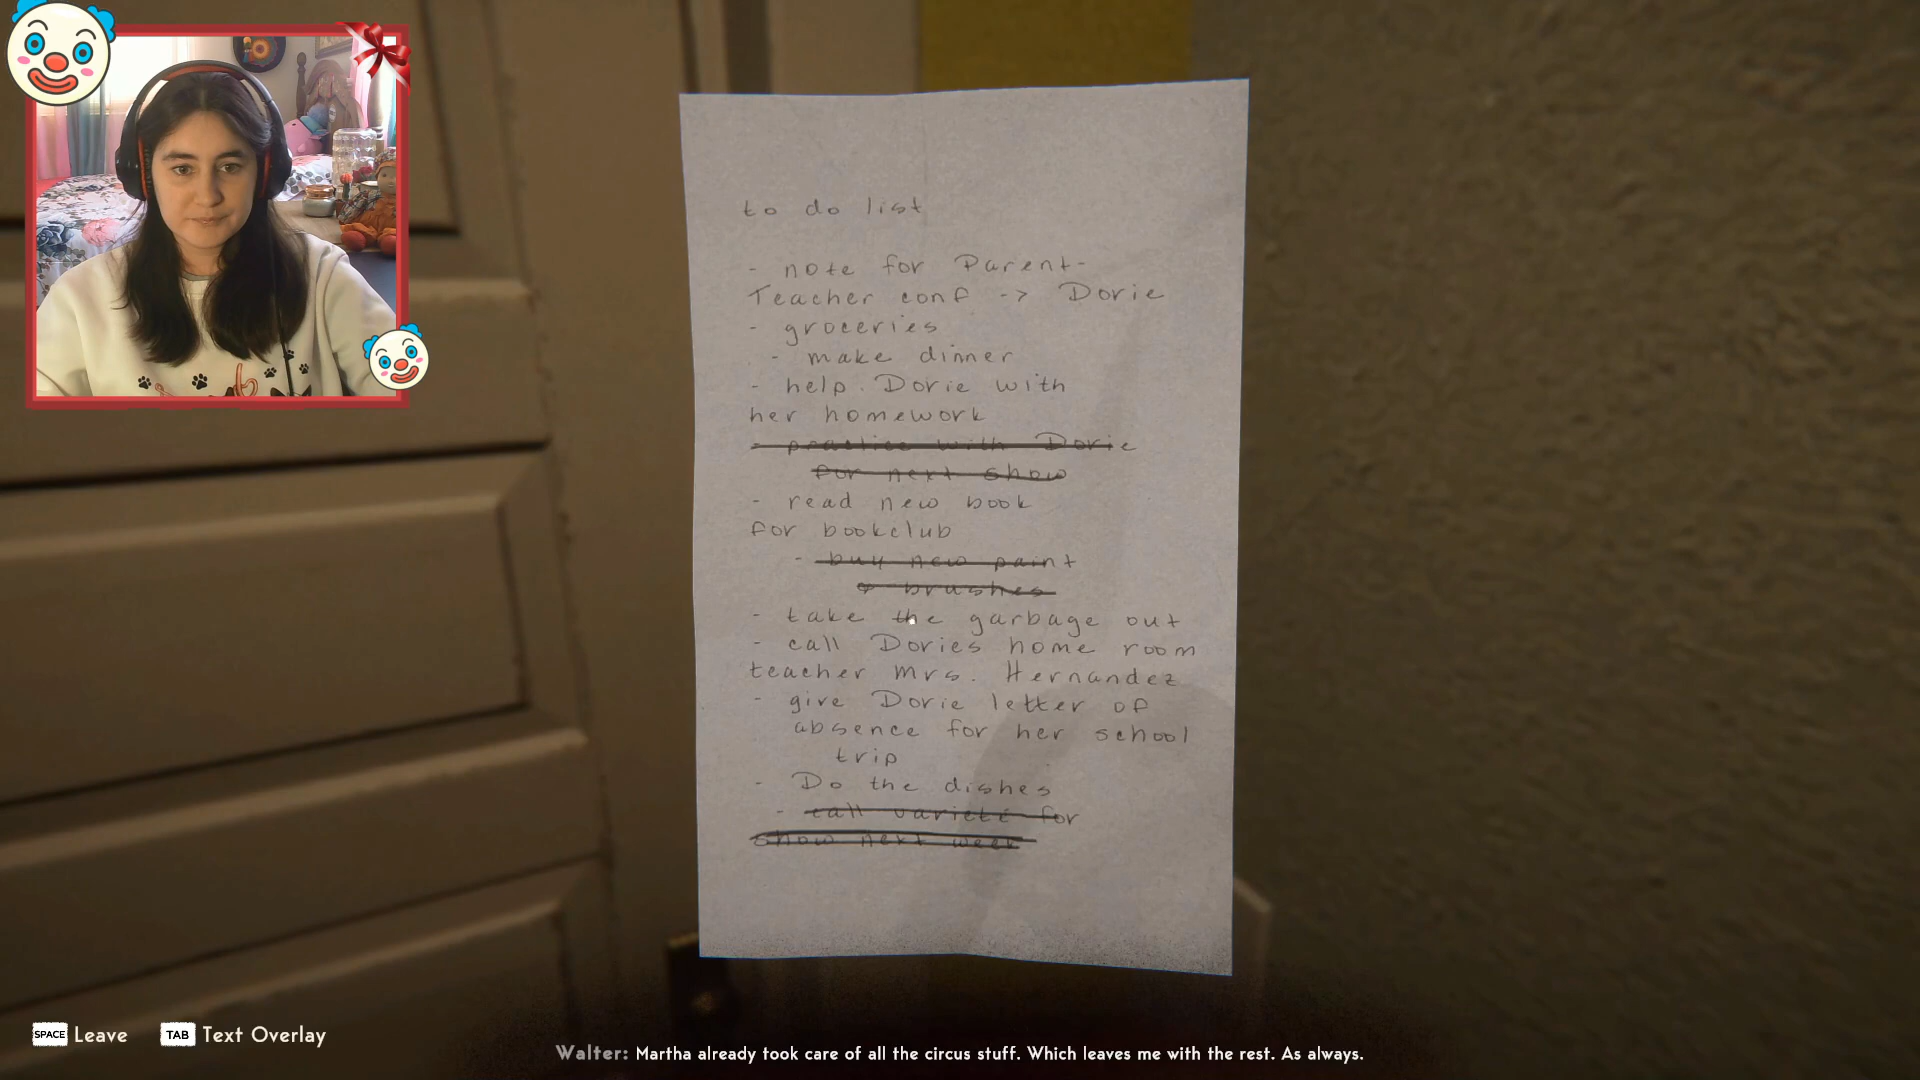 to do list
- note for Parent-
Teacher conf -> Dorie
- groceries
- make dinner
- help Dorie with
her homework
- practice with Dorie
for next show
- read new book
for bookclub
- buy new paint
& brushes
- take the garbage out
- call Dories home room
teacher Mrs. Hernandez
- give Dorie letter of
absence for her school
trip
- Do the dishes
- call varieté for
show next week
SPACE Leave TAB Text Overlay
Walter: Martha already took care of all the circus stuff. Which leaves me with the rest. As always.